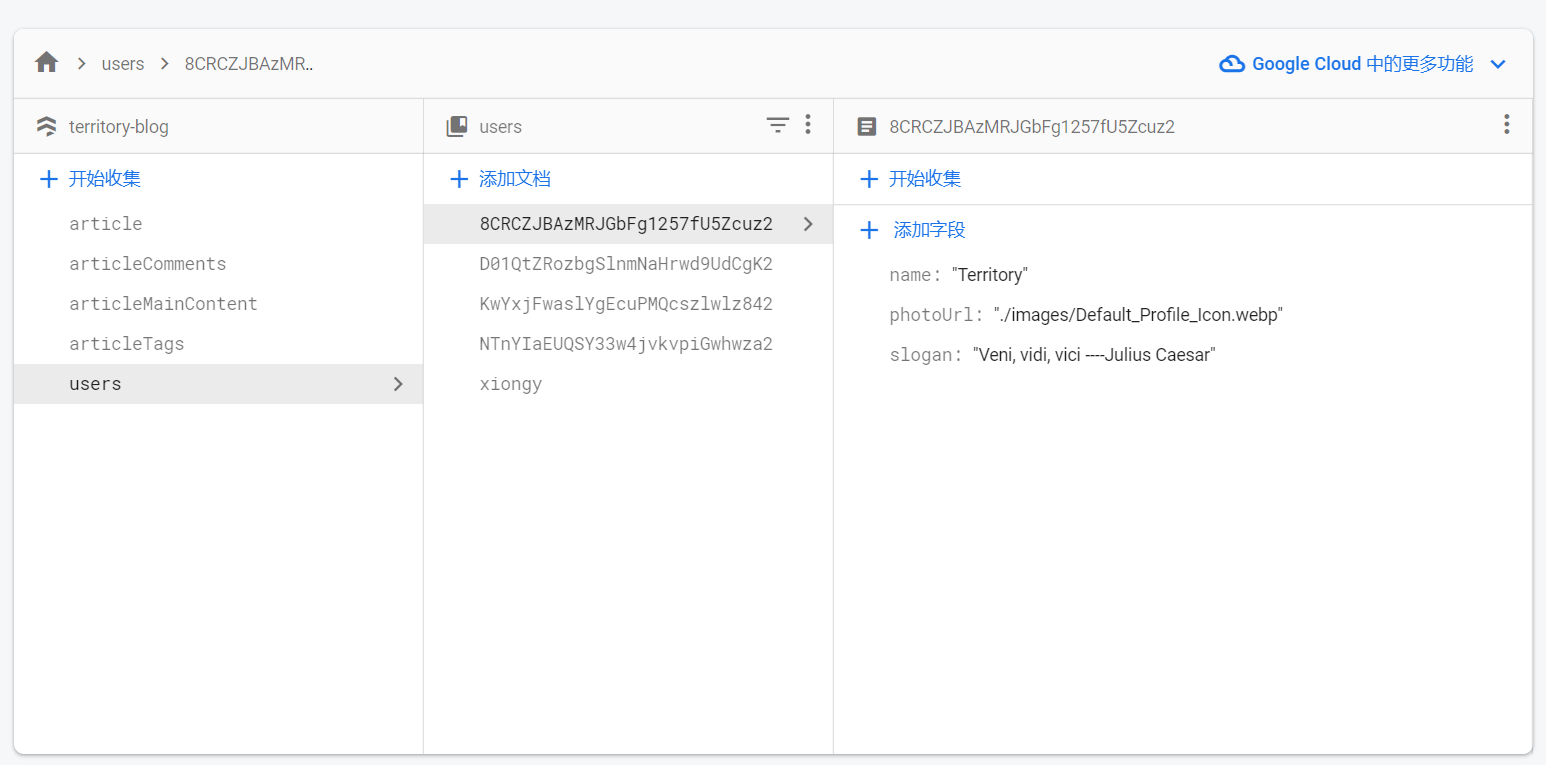 users 8CRCZJBAzMR..
Google Cloud 中的更多功能
territory-blog
开始收集
article
articleComments
articleMainContent
articleTags
users
users
添加文档
8CRCZJBAzMRJGbFg1257fU5Zcuz2
D01QtZRozbgSlnmNaHrwd9UdCgK2
KwYxjFwaslYgEcuPMQcszlwlz842
NTnYIaEUQSY33w4jvkvpiGwhwza2
xiongy
8CRCZJBAzMRJGbFg1257fU5Zcuz2
开始收集
添加字段
name: "Territory"
photoUrl: "./images/Default_Profile_Icon.webp"
slogan: "Veni, vidi, vici ----Julius Caesar"